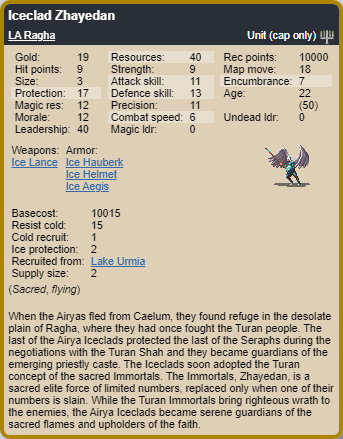 Iceclad Zhayedan
LA Ragha Unit (cap only)
Gold: 19 Resources: 40 Rec points: 10000
Hit points: 9 Strength: 9 Map move: 18
Size: 3 Attack skill: 11 Encumbrance: 7
Protection: 17 Defence skill: 13 Age: 22
Magic res: 12 Precision: 11 (50)
Morale: 12 Combat speed: 6 Undead ldr: 0
Leadership: 40 Magic ldr: 0
Weapons: Armor:
Ice Lance Ice Hauberk
Ice Helmet
Ice Aegis
Basecost: 10015
Resist cold: 15
Cold recruit: 1
Ice protection: 2
Recruited from: Lake Urmia
Supply size: 2
(Sacred, flying)
When the Airyas fled from Caelum, they found refuge in the desolate
plain of Ragha, where they had once fought the Turan people. The
last of the Airya Iceclads protected the last of the Seraphs during the
negotiations with the Turan Shah and they became guardians of the
emerging priestly caste. The Iceclads soon adopted the Turan
concept of the sacred Immortals. The Immortals, Zhayedan, is a
sacred elite force of limited numbers, replaced only when one of their
numbers is slain. While the Turan Immortals bring righteous wrath to
the enemies, the Airya Iceclads became serene guardians of the
sacred flames and upholders of the faith.